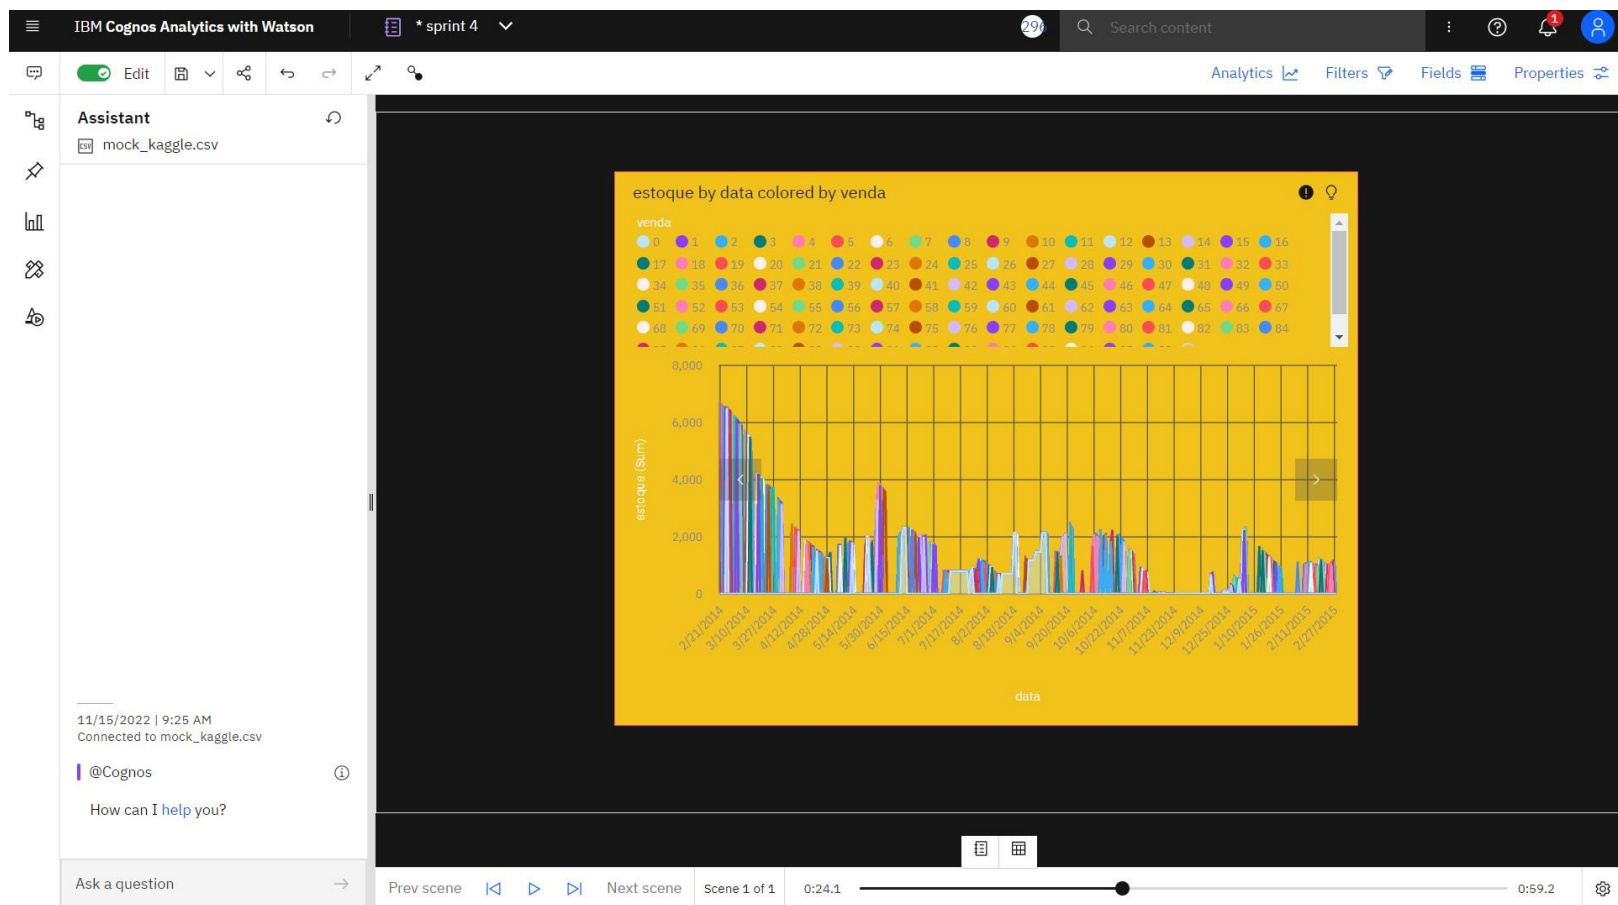 IBM Cognos Analytics with Watson
* sprint 4
296
Search content
1
Edit
Analytics
Filters
Fields
Properties
Assistant
CSV mock_kaggle.csv
estoque by data colored by venda
venda
0 1 2 3 4 5 6 7 8 9 10 11 12 13 14 15 16
17 18 19 20 21 22 23 24 25 26 27 28 29 30 31 32 33
34 35 36 37 38 39 40 41 42 43 44 45 46 47 48 49 50
51 52 53 54 55 56 57 58 59 60 61 62 63 64 65 66 67
68 69 70 71 72 73 74 75 76 77 78 79 80 81 82 83 84
8,000
6,000
4,000
2,000
0
estoque (Sum)
2/21/2014
3/10/2014
3/27/2014
4/12/2014
4/28/2014
5/14/2014
5/30/2014
6/15/2014
7/1/2014
7/17/2014
8/2/2014
8/18/2014
9/4/2014
9/20/2014
10/6/2014
10/22/2014
11/7/2014
11/23/2014
12/9/2014
12/25/2014
1/10/2015
1/26/2015
2/11/2015
2/27/2015
data
11/15/2022 | 9:25 AM
Connected to mock_kaggle.csv
@Cognos
How can I help you?
Ask a question
Prev scene
Next scene
Scene 1 of 1
0:24.1
0:59.2